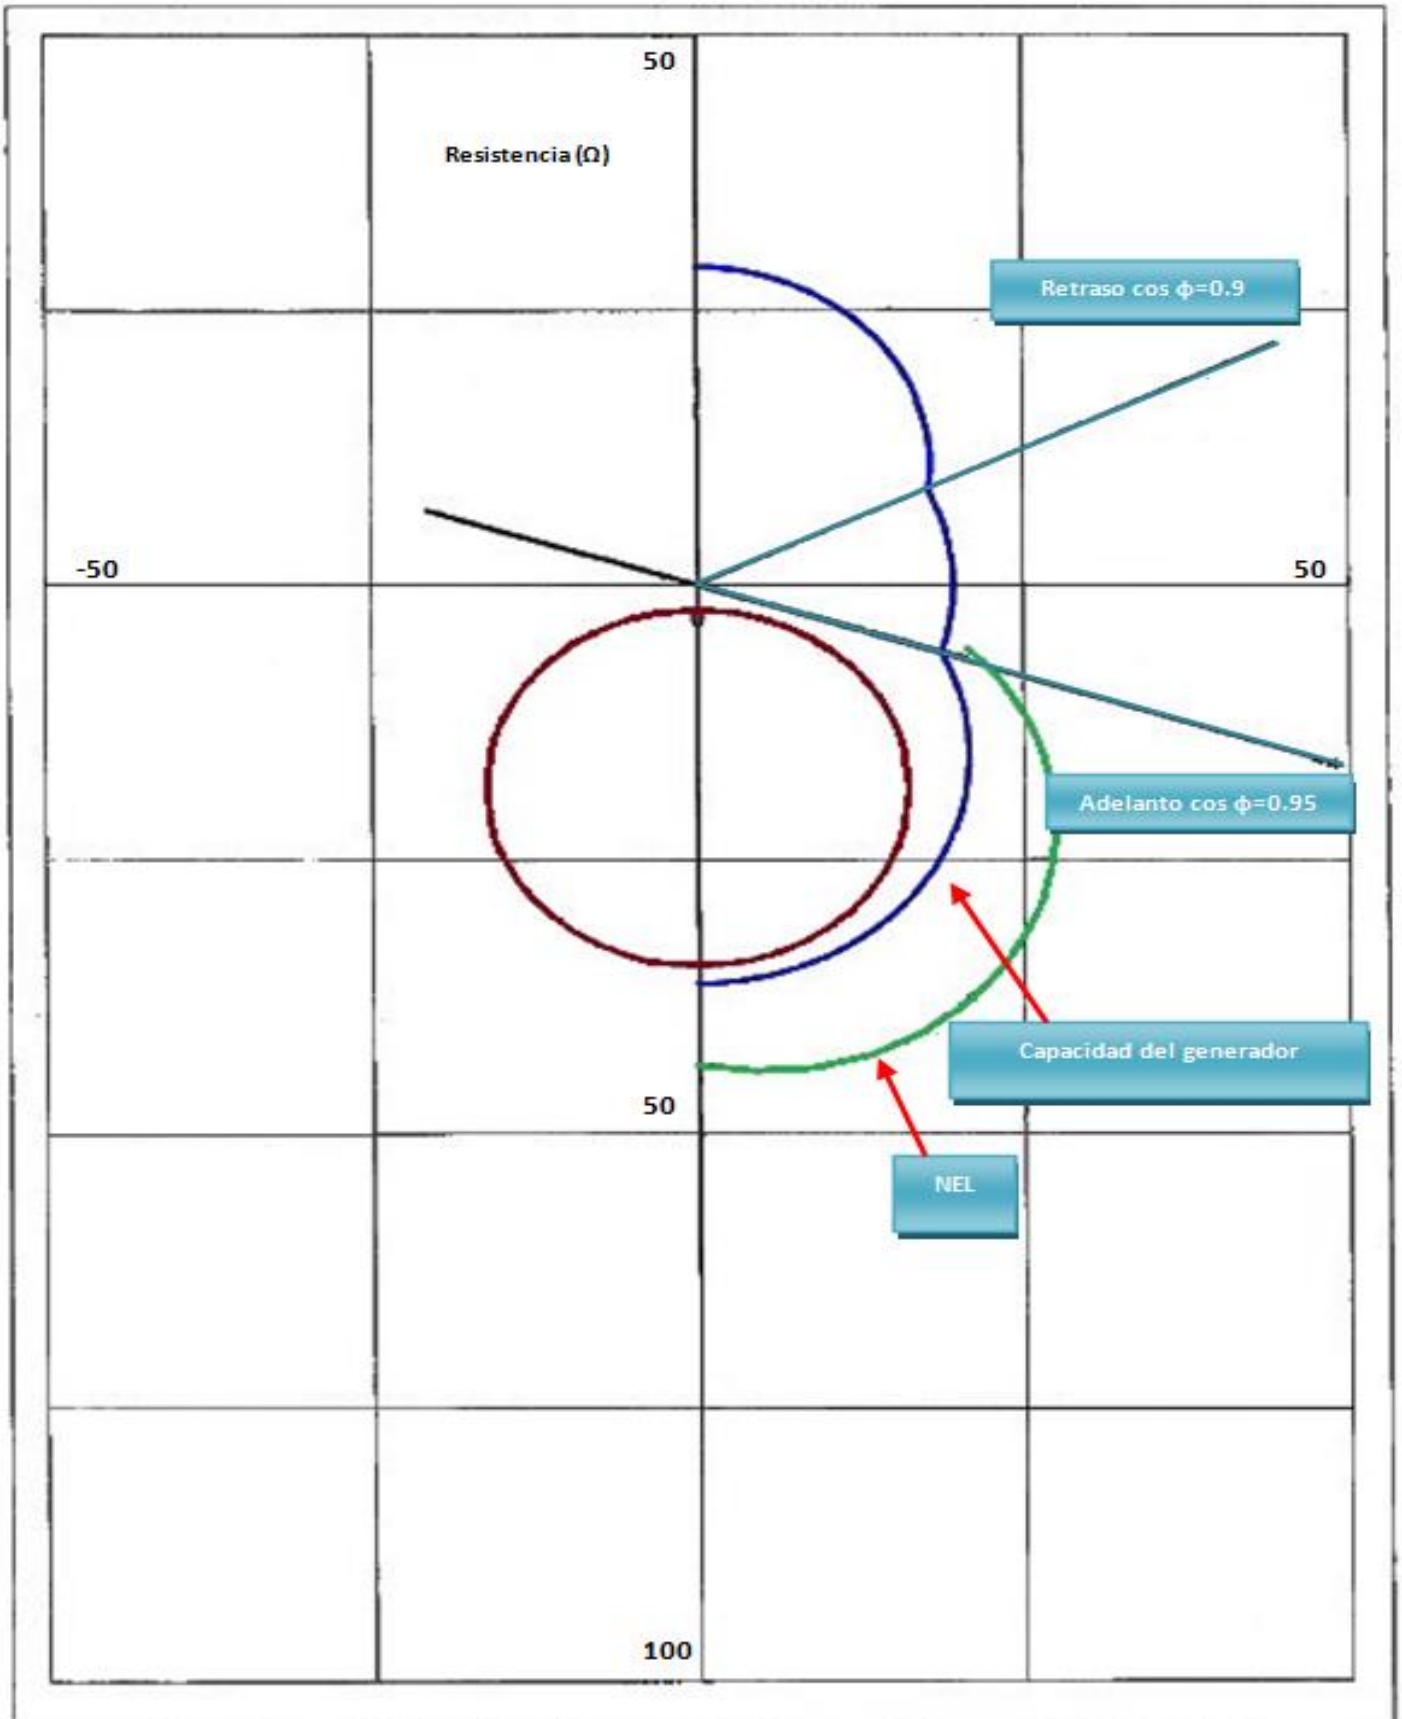 50
Resistencia (Ω)
Retraso cos ϕ=0.9
-50
50
Adelanto cos ϕ=0.95
Capacidad del generador
50
NEL
100